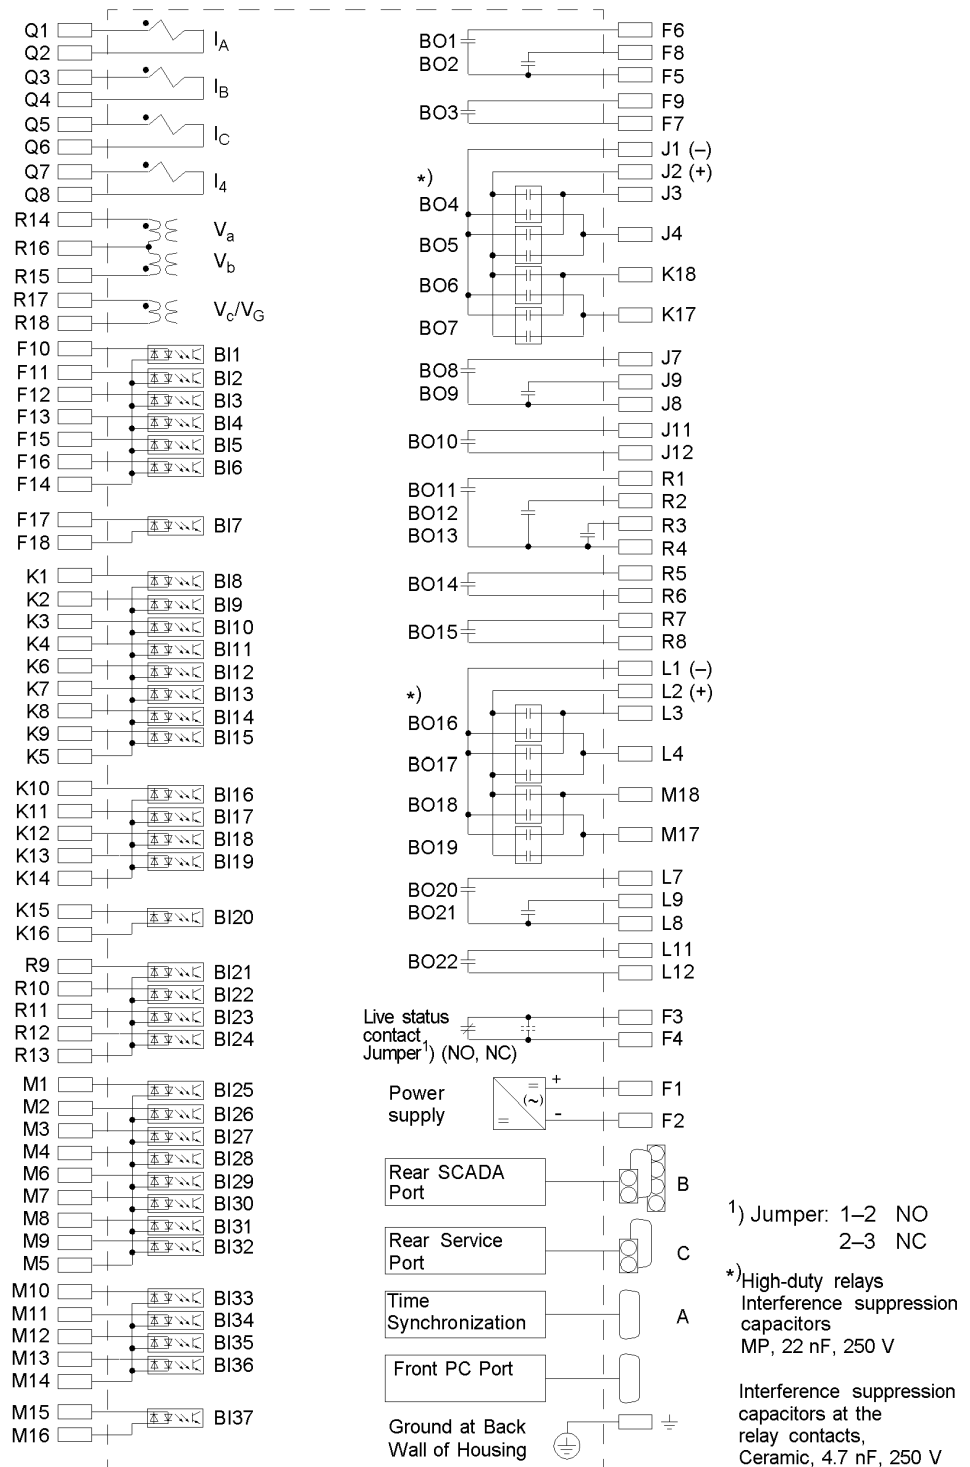 Q1
Q2
I_A
Q3
Q4
I_B
Q5
Q6
I_C
Q7
Q8
I_4
R14
R16
R15
V_a
V_b
R17
R18
V_c/V_G
F10
F11
F12
F13
F15
F16
F14
BI1
BI2
BI3
BI4
BI5
BI6
F17
F18
BI7
K1
K2
K3
K4
K6
K7
K8
K9
K5
BI8
BI9
BI10
BI11
BI12
BI13
BI14
BI15
K10
K11
K12
K13
K14
BI16
BI17
BI18
BI19
K15
K16
BI20
R9
R10
R11
R12
R13
BI21
BI22
BI23
BI24
M1
M2
M3
M4
M6
M7
M8
M9
M5
BI25
BI26
BI27
BI28
BI29
BI30
BI31
BI32
M10
M11
M12
M13
M14
BI33
BI34
BI35
BI36
M15
M16
BI37
BO1
BO2
F6
F8
F5
BO3
F9
F7
*)
BO4
BO5
BO6
BO7
J1 (–)
J2 (+)
J3
J4
K18
K17
BO8
BO9
J7
J9
J8
BO10
J11
J12
BO11
BO12
BO13
R1
R2
R3
R4
BO14
R5
R6
BO15
R7
R8
*)
BO16
BO17
BO18
BO19
L1 (–)
L2 (+)
L3
L4
M18
M17
BO20
BO21
L7
L9
L8
BO22
L11
L12
Live status
contact
Jumper¹) (NO, NC)
F3
F4
Power
supply
=
(~)
=
+
-
F1
F2
Rear SCADA
Port
B
Rear Service
Port
C
Time
Synchronization
A
Front PC Port
Ground at Back
Wall of Housing
¹) Jumper: 1–2 NO
2–3 NC
*)High-duty relays
Interference suppression
capacitors
MP, 22 nF, 250 V
Interference suppression
capacitors at the
relay contacts,
Ceramic, 4.7 nF, 250 V